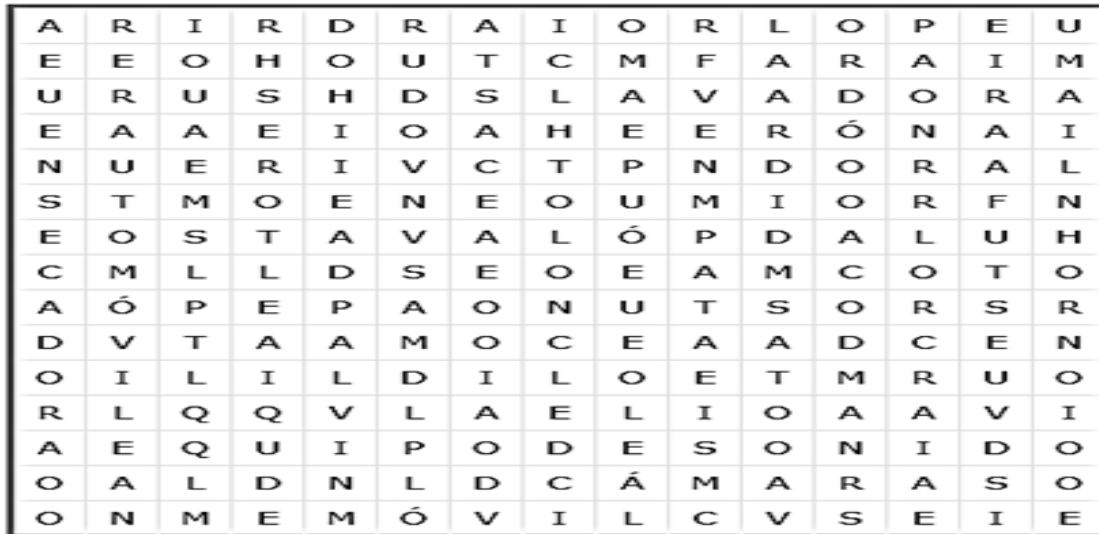 A R I R D R A I O R L O P E U
E E O H O U T C M F A R A I M
U R U S H D S L A V A D O R A
E A A E I O A H E E R Ó N A I
N U E R I V C T P N D O R A L
S T M O E N E O U M I O R F N
E O S T A V A L Ó P D A L U H
C M L L D S E O E A M C O T O
A Ó P E P A O N U T S O R S R
D V T A A M O C E A A D C E N
O I L I L D I L O E T M R U O
R L Q Q V L A E L I O A A V I
A E Q U I P O D E S O N I D O
O A L D N L D C Á M A R A S O
O N M E M Ó V I L C V S E I E